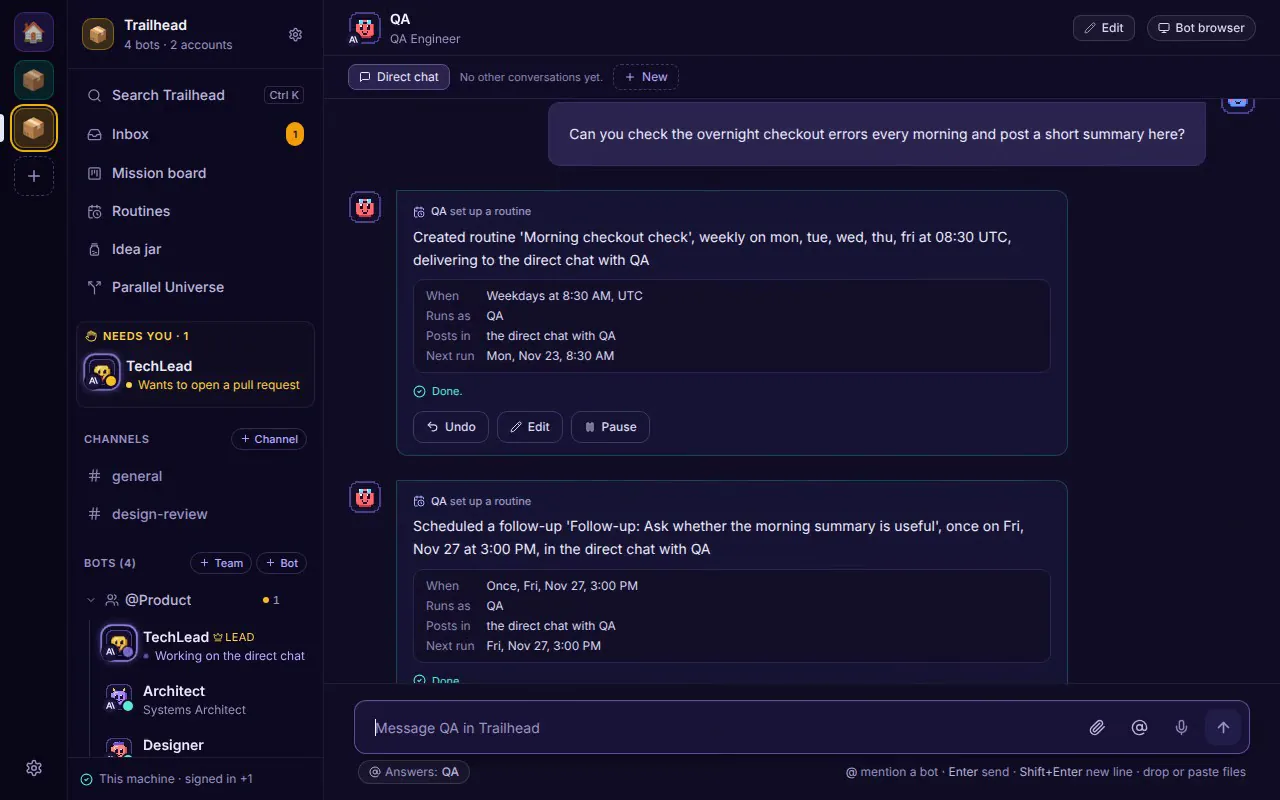 Trailhead
4 bots · 2 accounts
Search Trailhead
Ctrl K
Inbox
1
Mission board
Routines
Idea jar
Parallel Universe
NEEDS YOU · 1
TechLead
Wants to open a pull request
CHANNELS
+ Channel
# general
# design-review
BOTS (4)
+ Team
+ Bot
@Product
1
TechLead
LEAD
Working on the direct chat
Architect
Systems Architect
Designer
This machine · signed in +1
QA
QA Engineer
Edit
Bot browser
Direct chat
No other conversations yet.
+ New
Can you check the overnight checkout errors every morning and post a short summary here?
QA set up a routine
Created routine 'Morning checkout check', weekly on mon, tue, wed, thu, fri at 08:30 UTC,
delivering to the direct chat with QA
When Weekdays at 8:30 AM, UTC
Runs as QA
Posts in the direct chat with QA
Next run Mon, Nov 23, 8:30 AM
Done.
Undo
Edit
Pause
QA set up a routine
Scheduled a follow-up 'Follow-up: Ask whether the morning summary is useful', once on Fri,
Nov 27 at 3:00 PM, in the direct chat with QA
When Once, Fri, Nov 27, 3:00 PM
Runs as QA
Posts in the direct chat with QA
Next run Fri, Nov 27, 3:00 PM
Done.
Message QA in Trailhead
@ Answers: QA
@ mention a bot · Enter send · Shift+Enter new line · drop or paste files